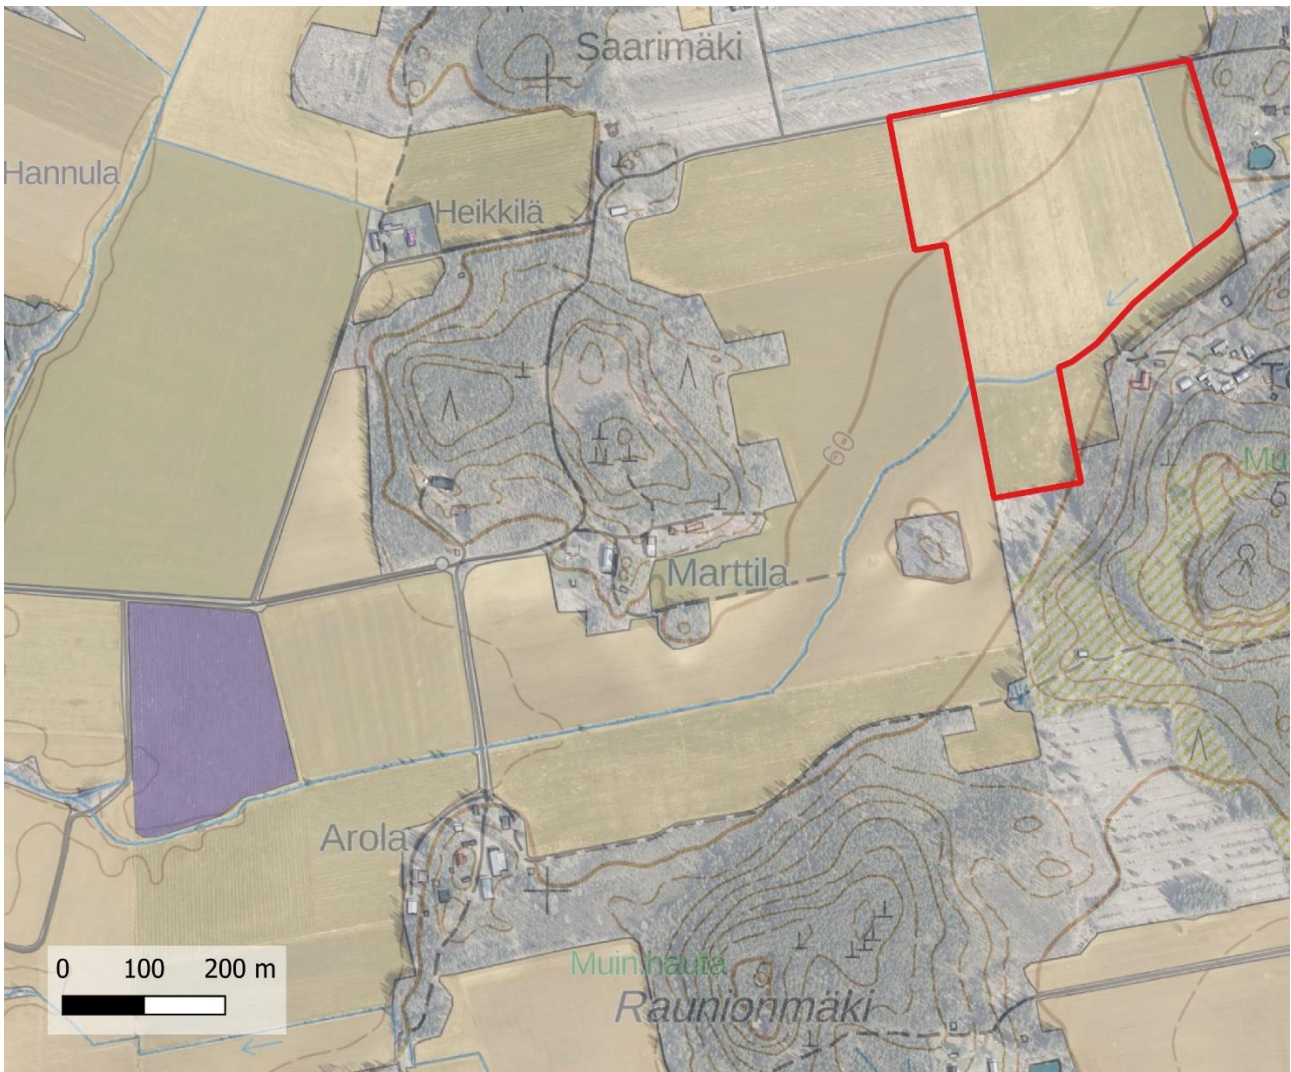 Saarimäki
Hannula
Heikkilä
60
Marttila
Arola
0 100 200 m
Muin.hauta
Raunionmäki